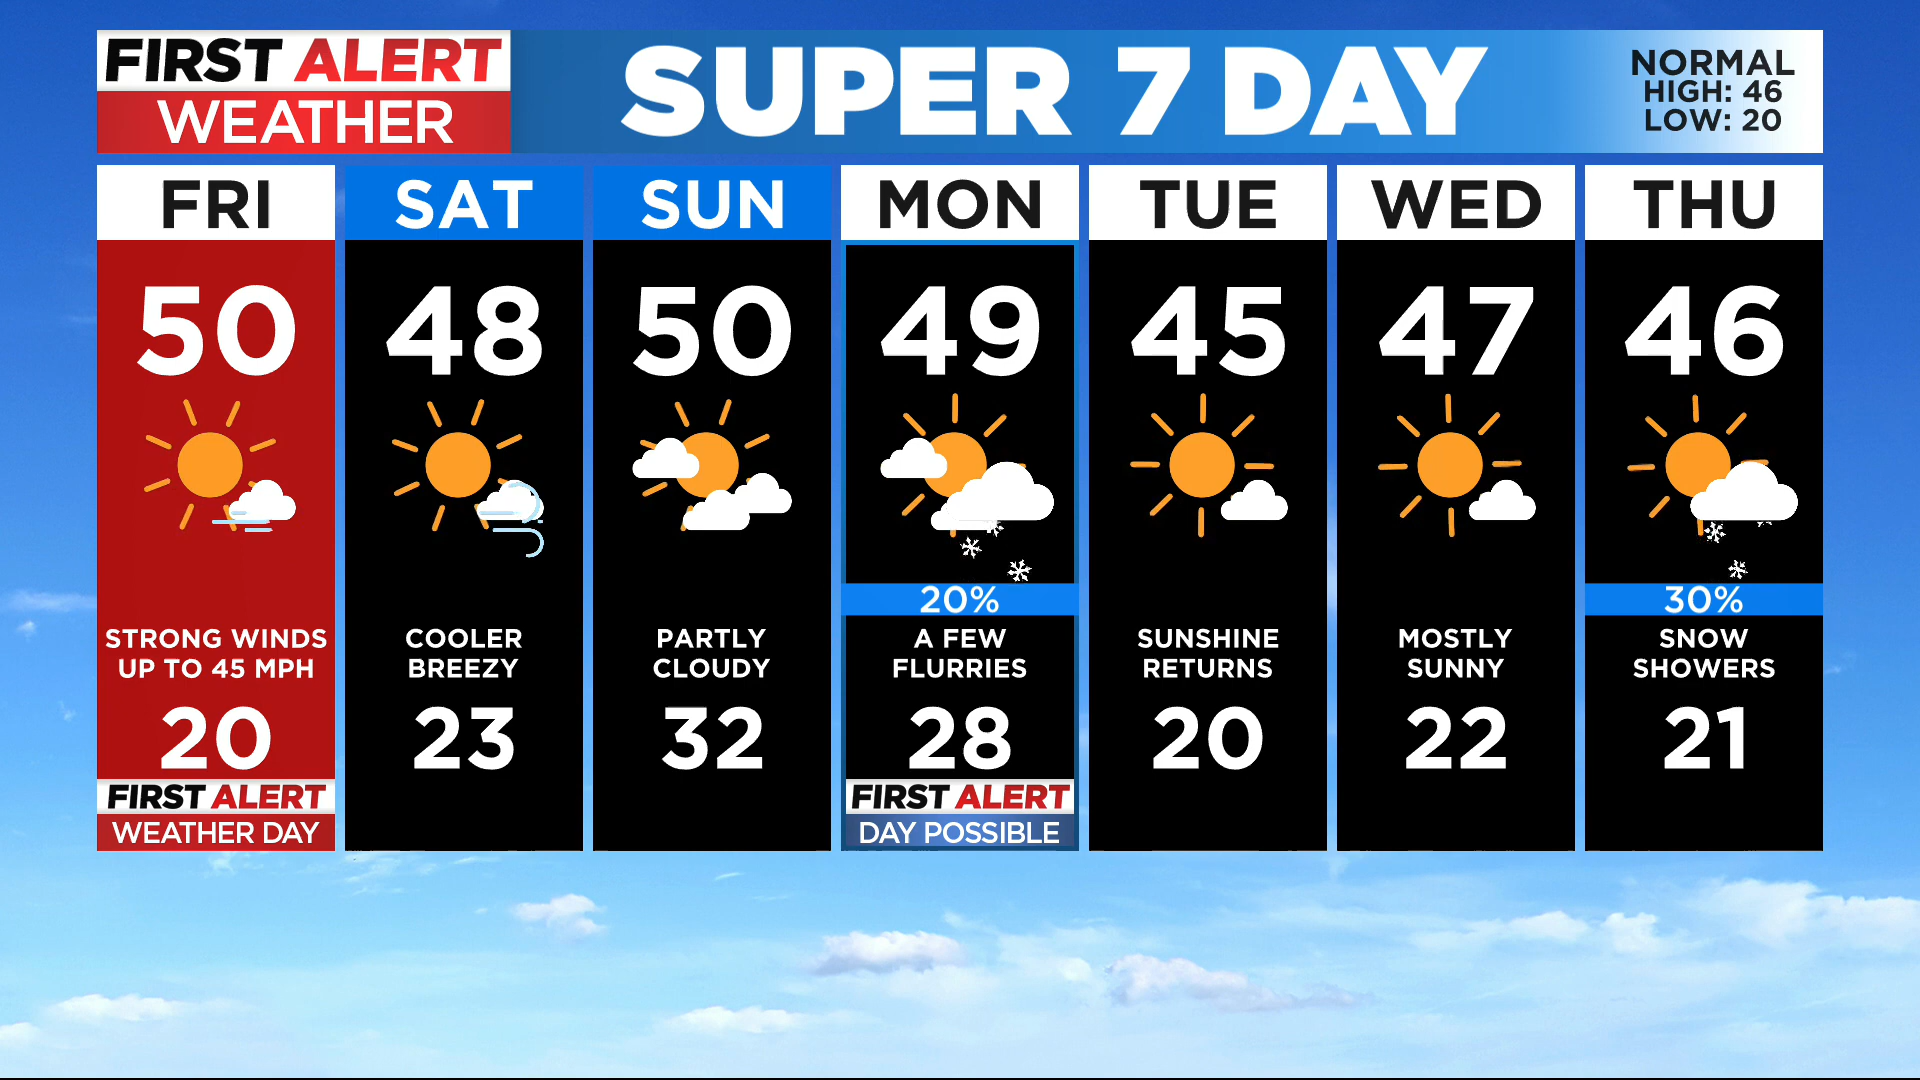 FIRST ALERT
WEATHER
SUPER 7 DAY
NORMAL
HIGH: 46
LOW: 20
FRI
50
STRONG WINDS
UP TO 45 MPH
20
FIRST ALERT
WEATHER DAY
SAT
48
COOLER
BREEZY
23
SUN
50
PARTLY
CLOUDY
32
MON
49
20%
A FEW
FLURRIES
28
FIRST ALERT
DAY POSSIBLE
TUE
45
SUNSHINE
RETURNS
20
WED
47
MOSTLY
SUNNY
22
THU
46
30%
SNOW
SHOWERS
21